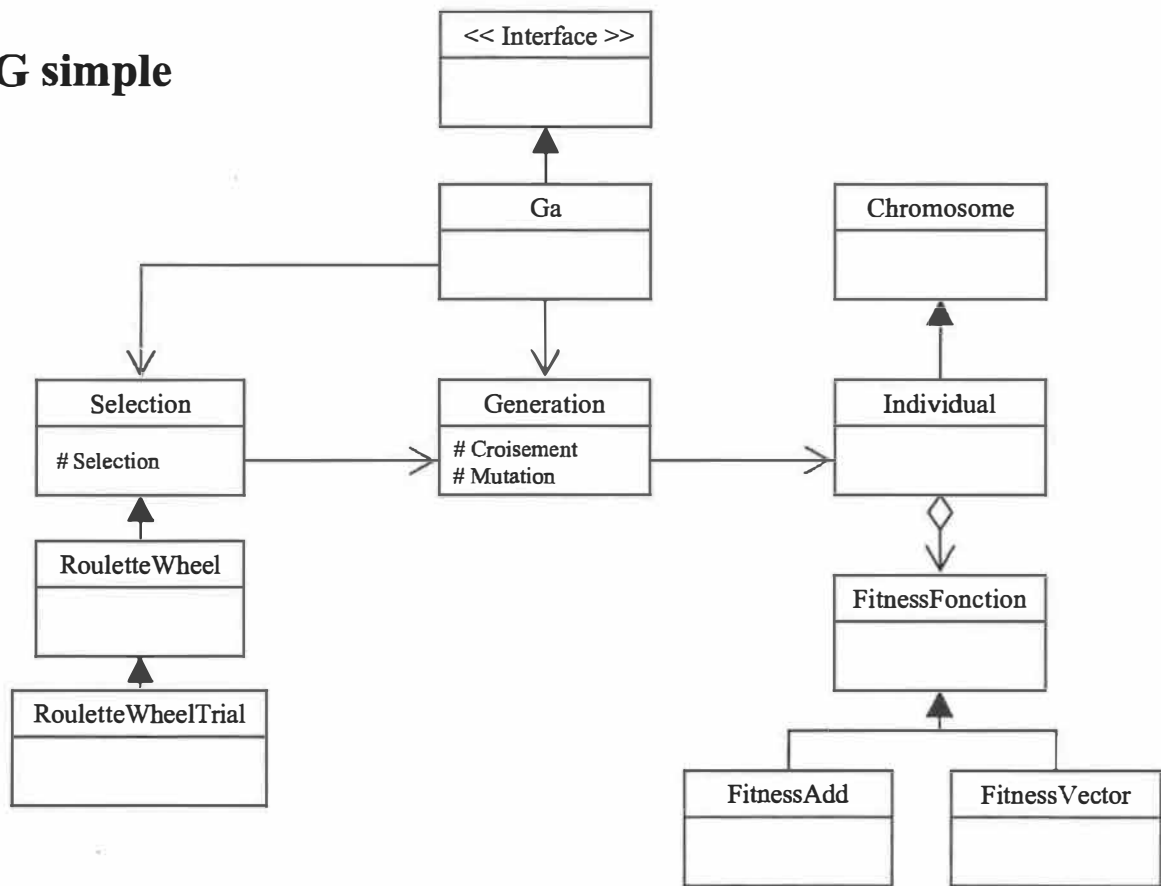 G simple
<< Interface >>
Ga
Chromosome
Selection
# Selection
Generation
# Croisement
# Mutation
Individual
RouletteWheel
FitnessFonction
RouletteWheelTrial
FitnessAdd
FitnessVector